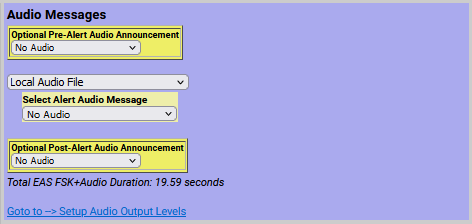 Audio Messages
Optional Pre-Alert Audio Announcement
No Audio
Local Audio File
Select Alert Audio Message
No Audio
Optional Post-Alert Audio Announcement
No Audio
Total EAS FSK+Audio Duration: 19.59 seconds
Goto to --> Setup Audio Output Levels